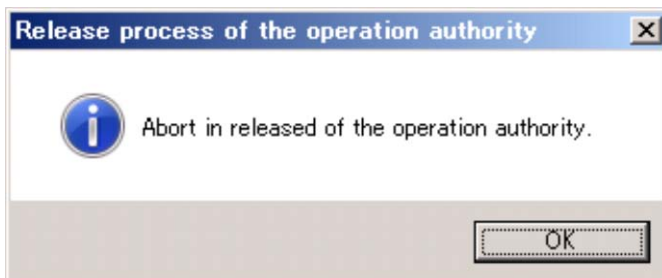 Release process of the operation authority
Abort in released of the operation authority.
OK